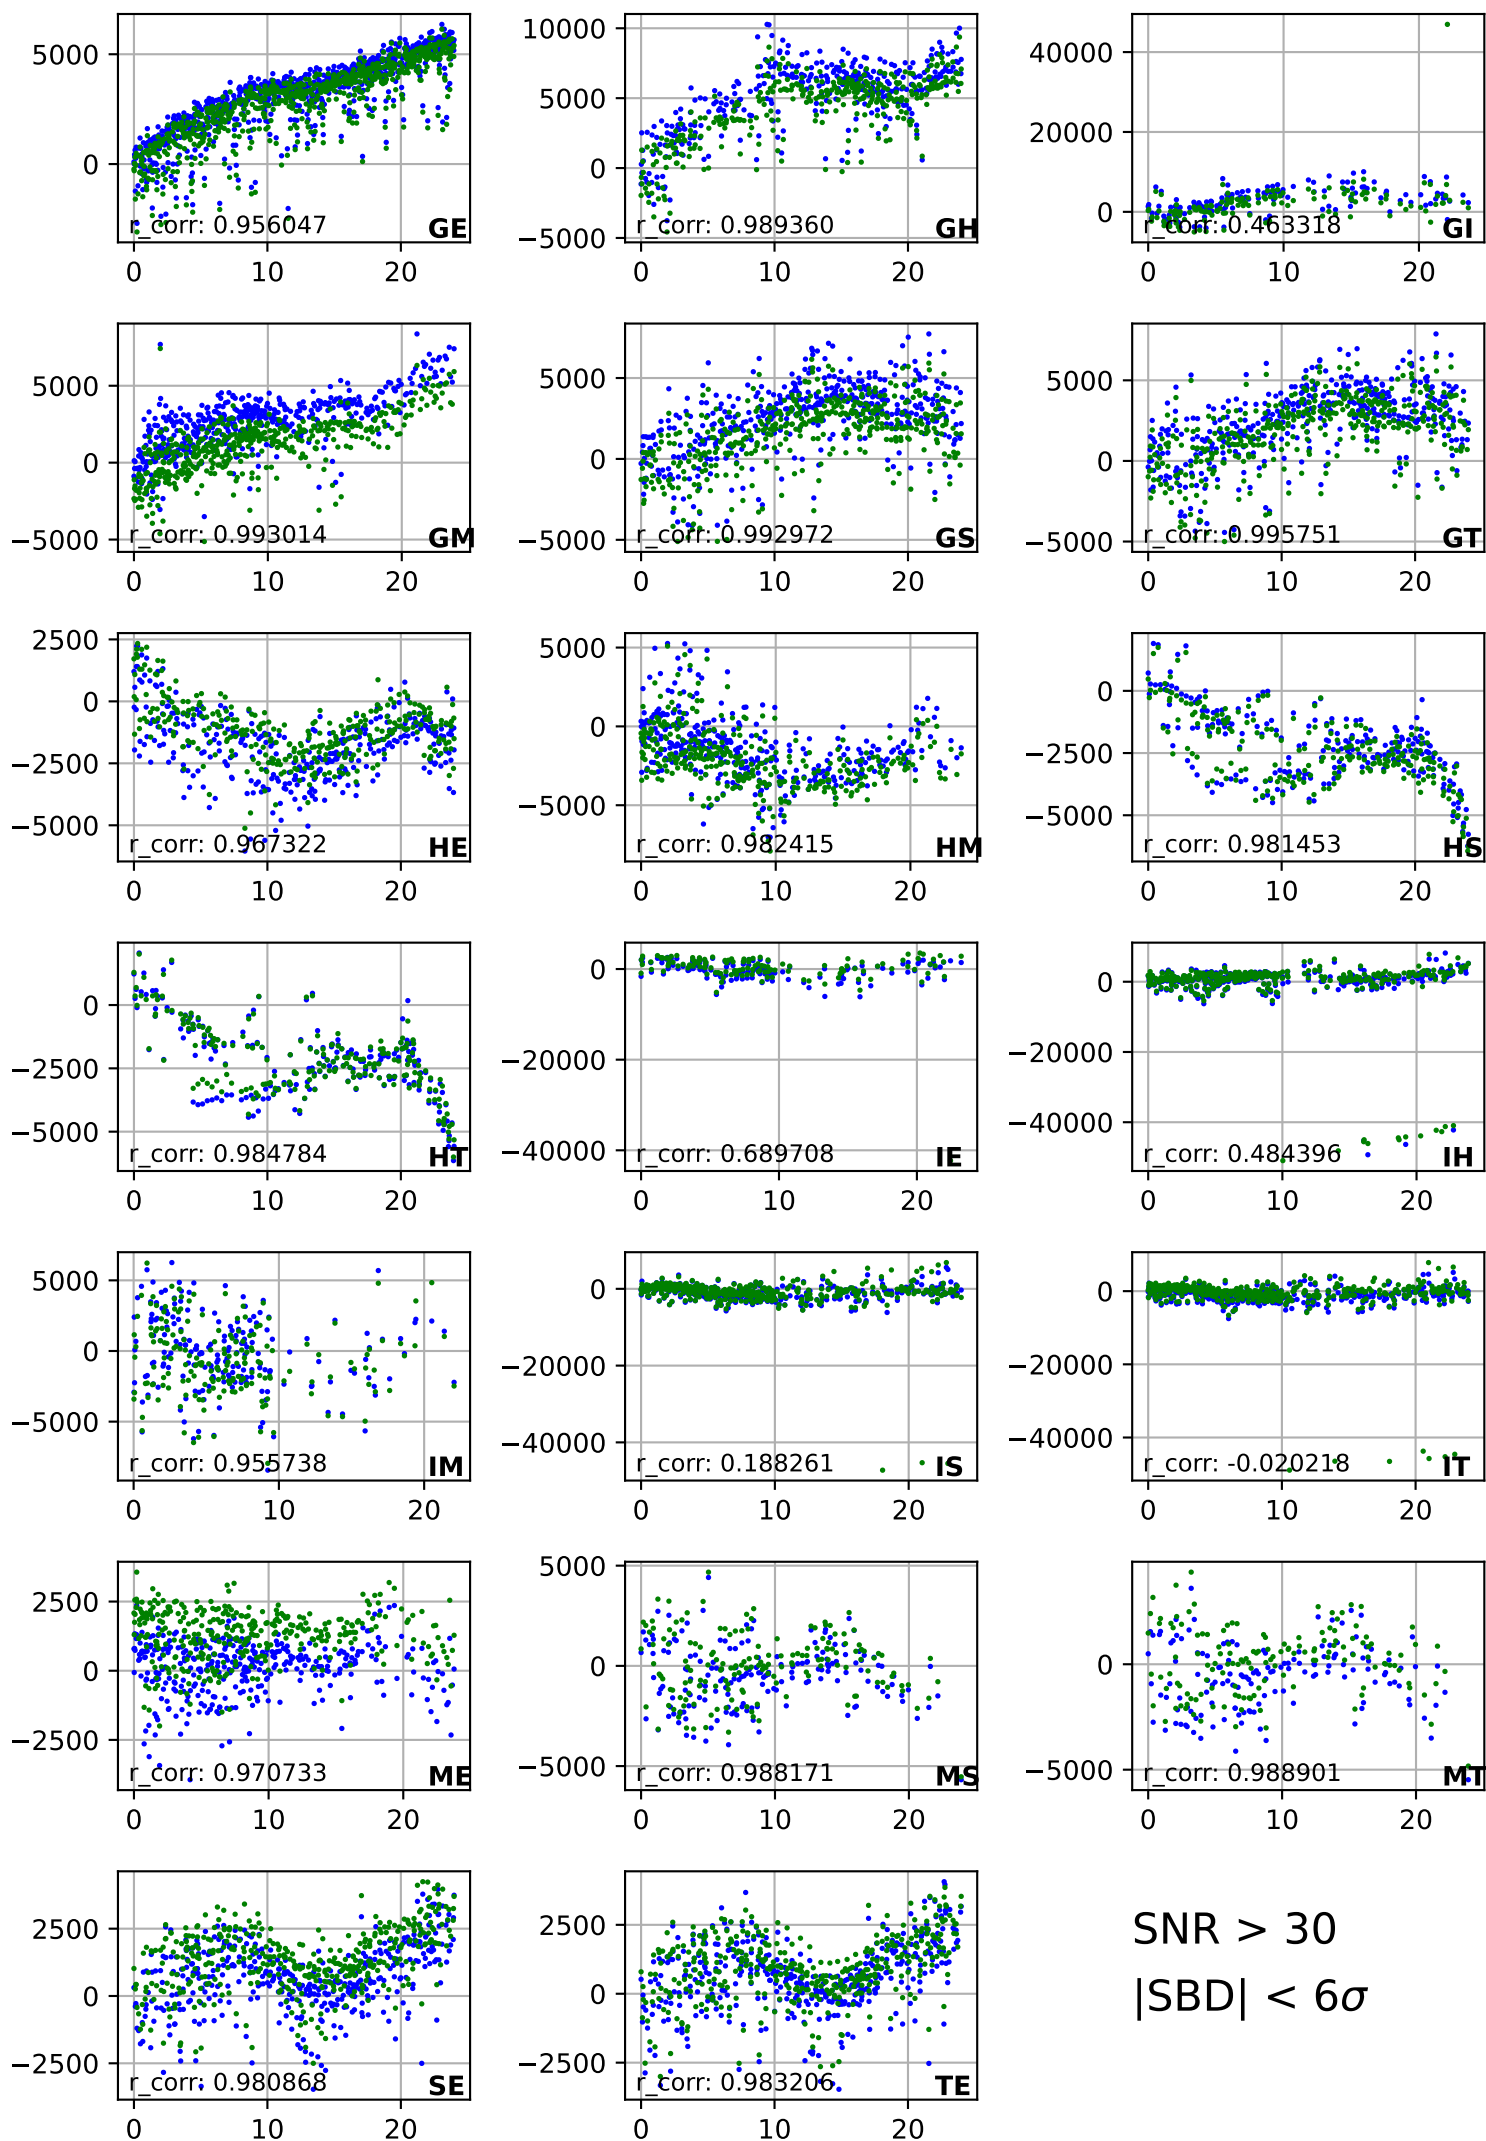 5000
0
r_corr: 0.956047
GE
0 10 20
10000
5000
0
−5000
r_corr: 0.989360
GH
0 10 20
40000
20000
0
r_corr: 0.463318
GI
0 10 20
5000
0
−5000
r_corr: 0.993014
GM
0 10 20
5000
0
−5000
r_corr: 0.992972
GS
0 10 20
5000
0
−5000
r_corr: 0.995751
GT
0 10 20
2500
0
−2500
−5000
r_corr: 0.967322
HE
0 10 20
5000
0
−5000
r_corr: 0.982415
HM
0 10 20
0
−2500
−5000
r_corr: 0.981453
HS
0 10 20
0
−2500
−5000
r_corr: 0.984784
HT
0 10 20
0
−20000
−40000
r_corr: 0.689708
IE
0 10 20
0
−20000
−40000
r_corr: 0.484396
IH
0 10 20
5000
0
−5000
r_corr: 0.955738
IM
0 10 20
0
−20000
−40000
r_corr: 0.188261
IS
0 10 20
0
−20000
−40000
r_corr: -0.020218
IT
0 10 20
2500
0
−2500
r_corr: 0.970733
ME
0 10 20
5000
0
−5000
r_corr: 0.988171
MS
0 10 20
0
−5000
r_corr: 0.988901
MT
0 10 20
2500
0
−2500
r_corr: 0.980868
SE
0 10 20
2500
0
−2500
r_corr: 0.983206
TE
0 10 20
SNR > 30
|SBD| < 6σ